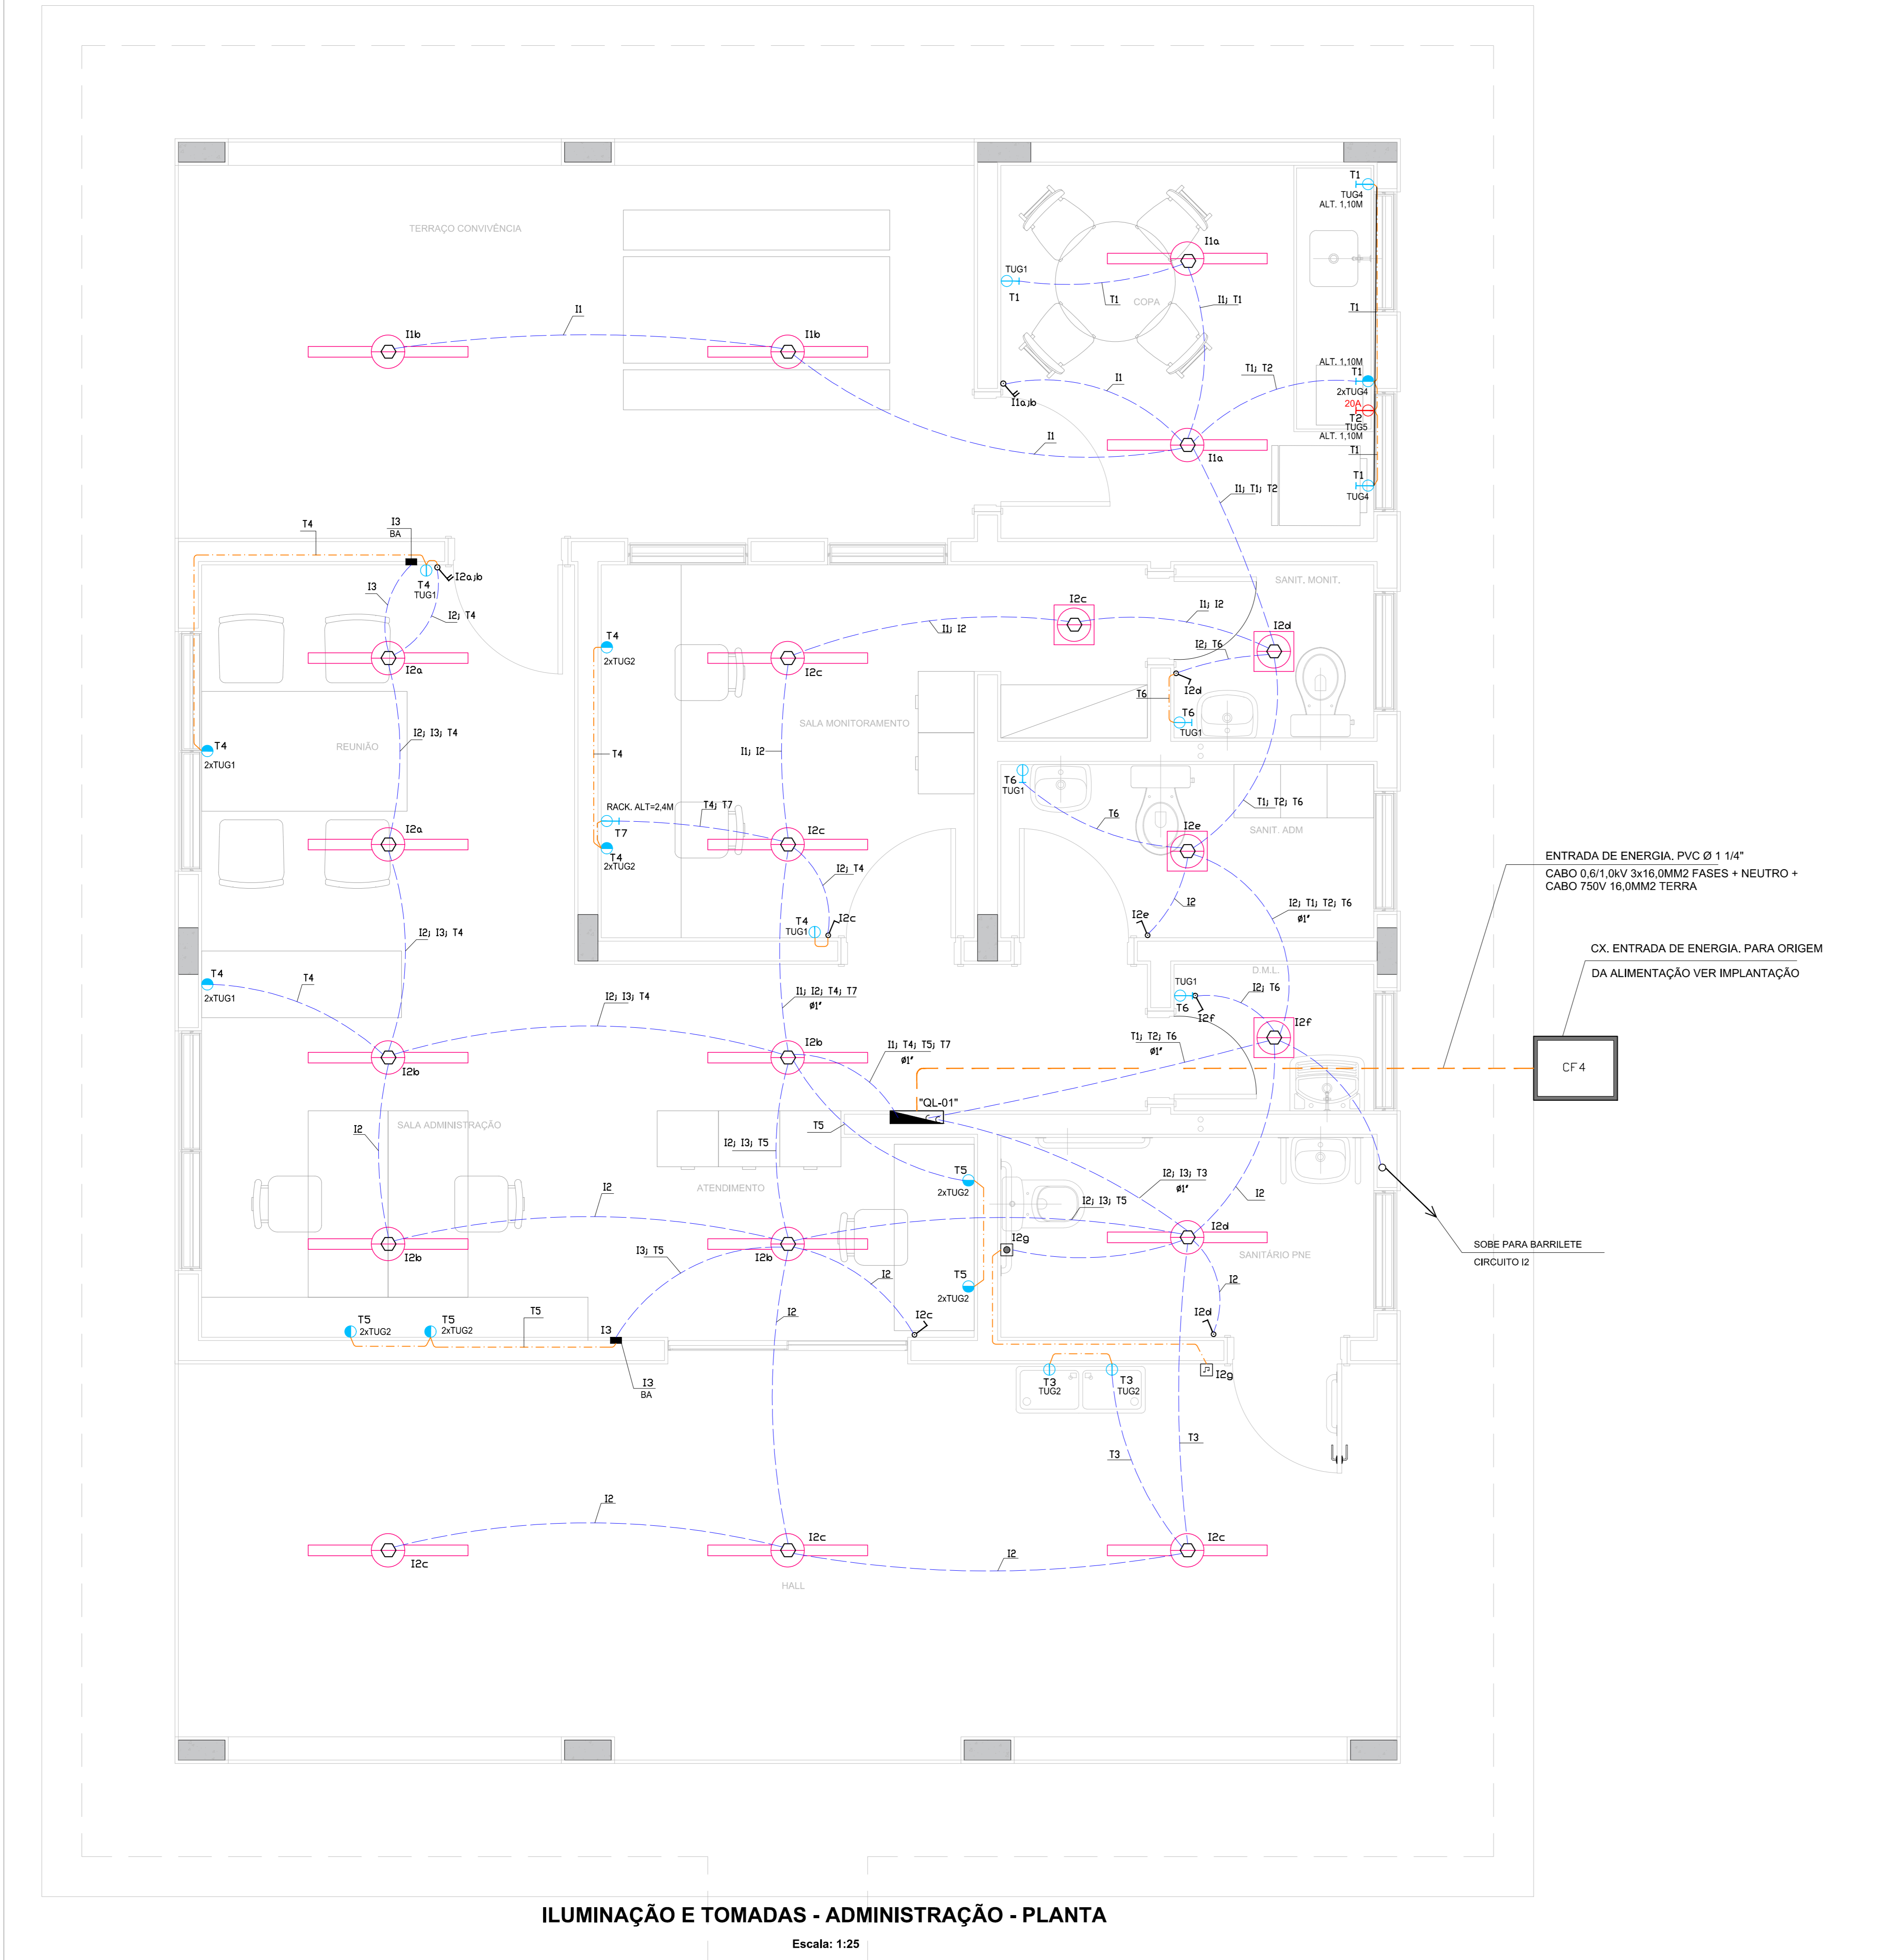 T1
TUG4
ALT. 1,10M
TERRAÇO CONVIVÊNCIA
I1a
TUG1
T1
T1
COPA
I1; T1
T1
I1
I1b
I1b
I1
I1a;b
T1; T2
ALT. 1,10M
T1
2xTUG4
20A
T2
TUG5
ALT. 1,10M
I1
I1a
T1
T1
TUG4
I1; T1; T2
T4
I3
BA
T4
TUG1
I2a;b
I3
I2; T4
I2a
SANIT, MONIT,
I2c
I1; I2
I1; I2
I2d
I2; T6
T4
2xTUG2
I2c
I2d
T6
T6
TUG1
SALA MONITORAMENTO
I2; I3; T4
REUNIÃO
T4
2xTUG1
T4
I1; I2
T6
TUG1
RACK. ALT=2,4M
T4; T7
T7
T4
2xTUG2
I2c
T6
T1; T2; T6
I2e
SANIT. ADM
I2a
I2; T4
ENTRADA DE ENERGIA. PVC Ø 1 1/4"
CABO 0,6/1,0kV 3x16,0MM2 FASES + NEUTRO +
CABO 750V 16,0MM2 TERRA
I2
I2; T1; T2; T6
ø1"
I2e
T4
TUG1
I2c
I2; I3; T4
CX. ENTRADA DE ENERGIA. PARA ORIGEM
DA ALIMENTAÇÃO VER IMPLANTAÇÃO
T4
2xTUG1
T4
D.M.L.
TUG1
T6
I2; T6
I2f
I2f
I2; I3; T4
I1; I2; T4; T7
ø1"
T1; T2; T6
ø1"
I1; T4; T5; T7
ø1"
I2b
I2b
CF4
"QL-01"
SALA ADMINISTRAÇÃO
I2
T5
I2; I3; T5
T5
2xTUG2
ATENDIMENTO
I2; I3; T3
ø1"
I2
I2; I3; T5
I2
I2d
I2g
SANITÁRIO PNE
SOBE PARA BARRILETE
CIRCUITO I2
I3; T5
I2b
I2b
I2
T5
2xTUG2
I2
I2d
I2
I2c
T5
2xTUG2
T5
2xTUG2
T5
I3
I3
BA
T3
TUG2
T3
TUG2
I2g
T3
T3
I2
I2c
I2c
I2c
I2
HALL
ILUMINAÇÃO E TOMADAS - ADMINISTRAÇÃO - PLANTA
Escala: 1:25